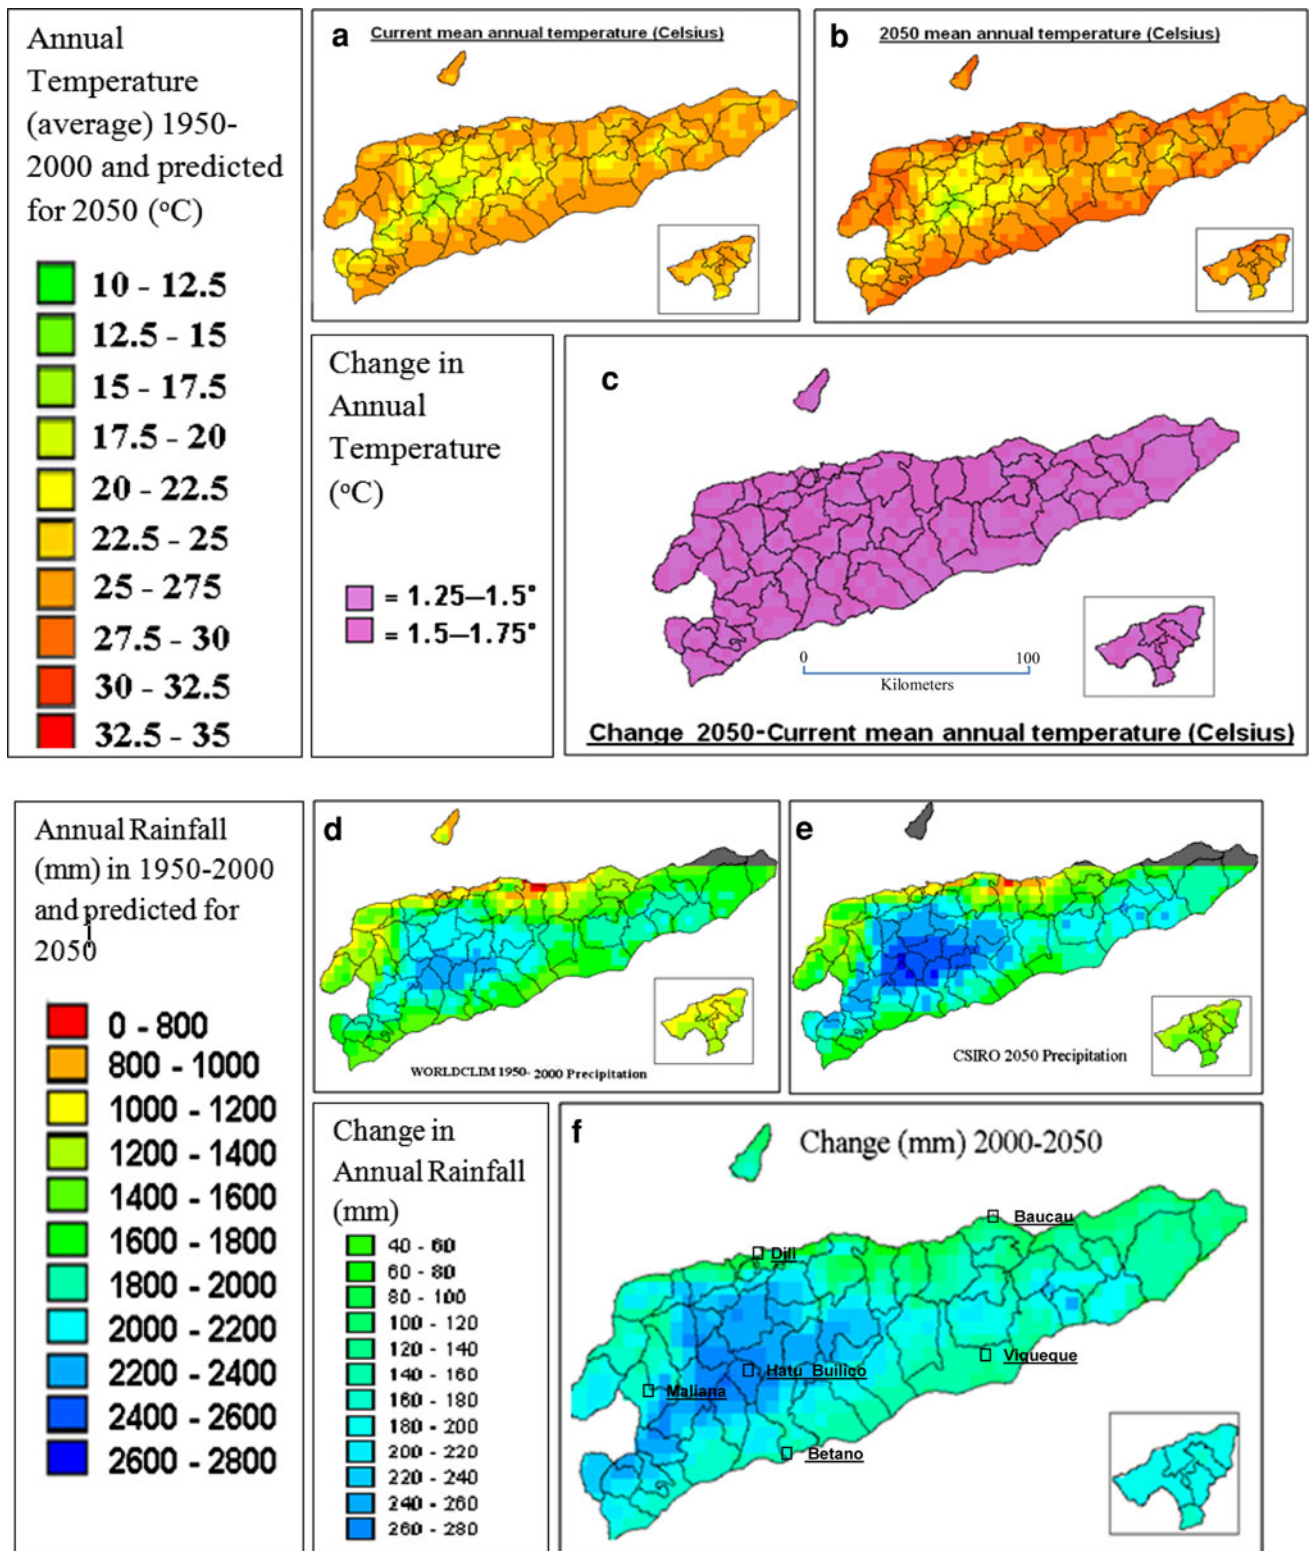 Annual
Temperature
(average) 1950-
2000 and predicted
for 2050 (°C)
10 - 12.5
12.5 - 15
15 - 17.5
17.5 - 20
20 - 22.5
22.5 - 25
25 - 275
27.5 - 30
30 - 32.5
32.5 - 35
a
Current mean annual temperature (Celsius)
b
2050 mean annual temperature (Celsius)
Change in
Annual
Temperature
(°C)
= 1.25—1.5°
= 1.5—1.75°
c
0 100
Kilometers
Change 2050-Current mean annual temperature (Celsius)
Annual Rainfall
(mm) in 1950-2000
and predicted for
2050
0 - 800
800 - 1000
1000 - 1200
1200 - 1400
1400 - 1600
1600 - 1800
1800 - 2000
2000 - 2200
2200 - 2400
2400 - 2600
2600 - 2800
d
WORLDCLIM 1950- 2000 Precipitation
e
CSIRO 2050 Precipitation
Change in
Annual Rainfall
(mm)
40 - 60
60 - 80
80 - 100
100 - 120
120 - 140
140 - 160
160 - 180
180 - 200
200 - 220
220 - 240
240 - 260
260 - 280
f
Change (mm) 2000-2050
Baucau
Dili
Viqueque
Hatu Builico
Maliana
Betano